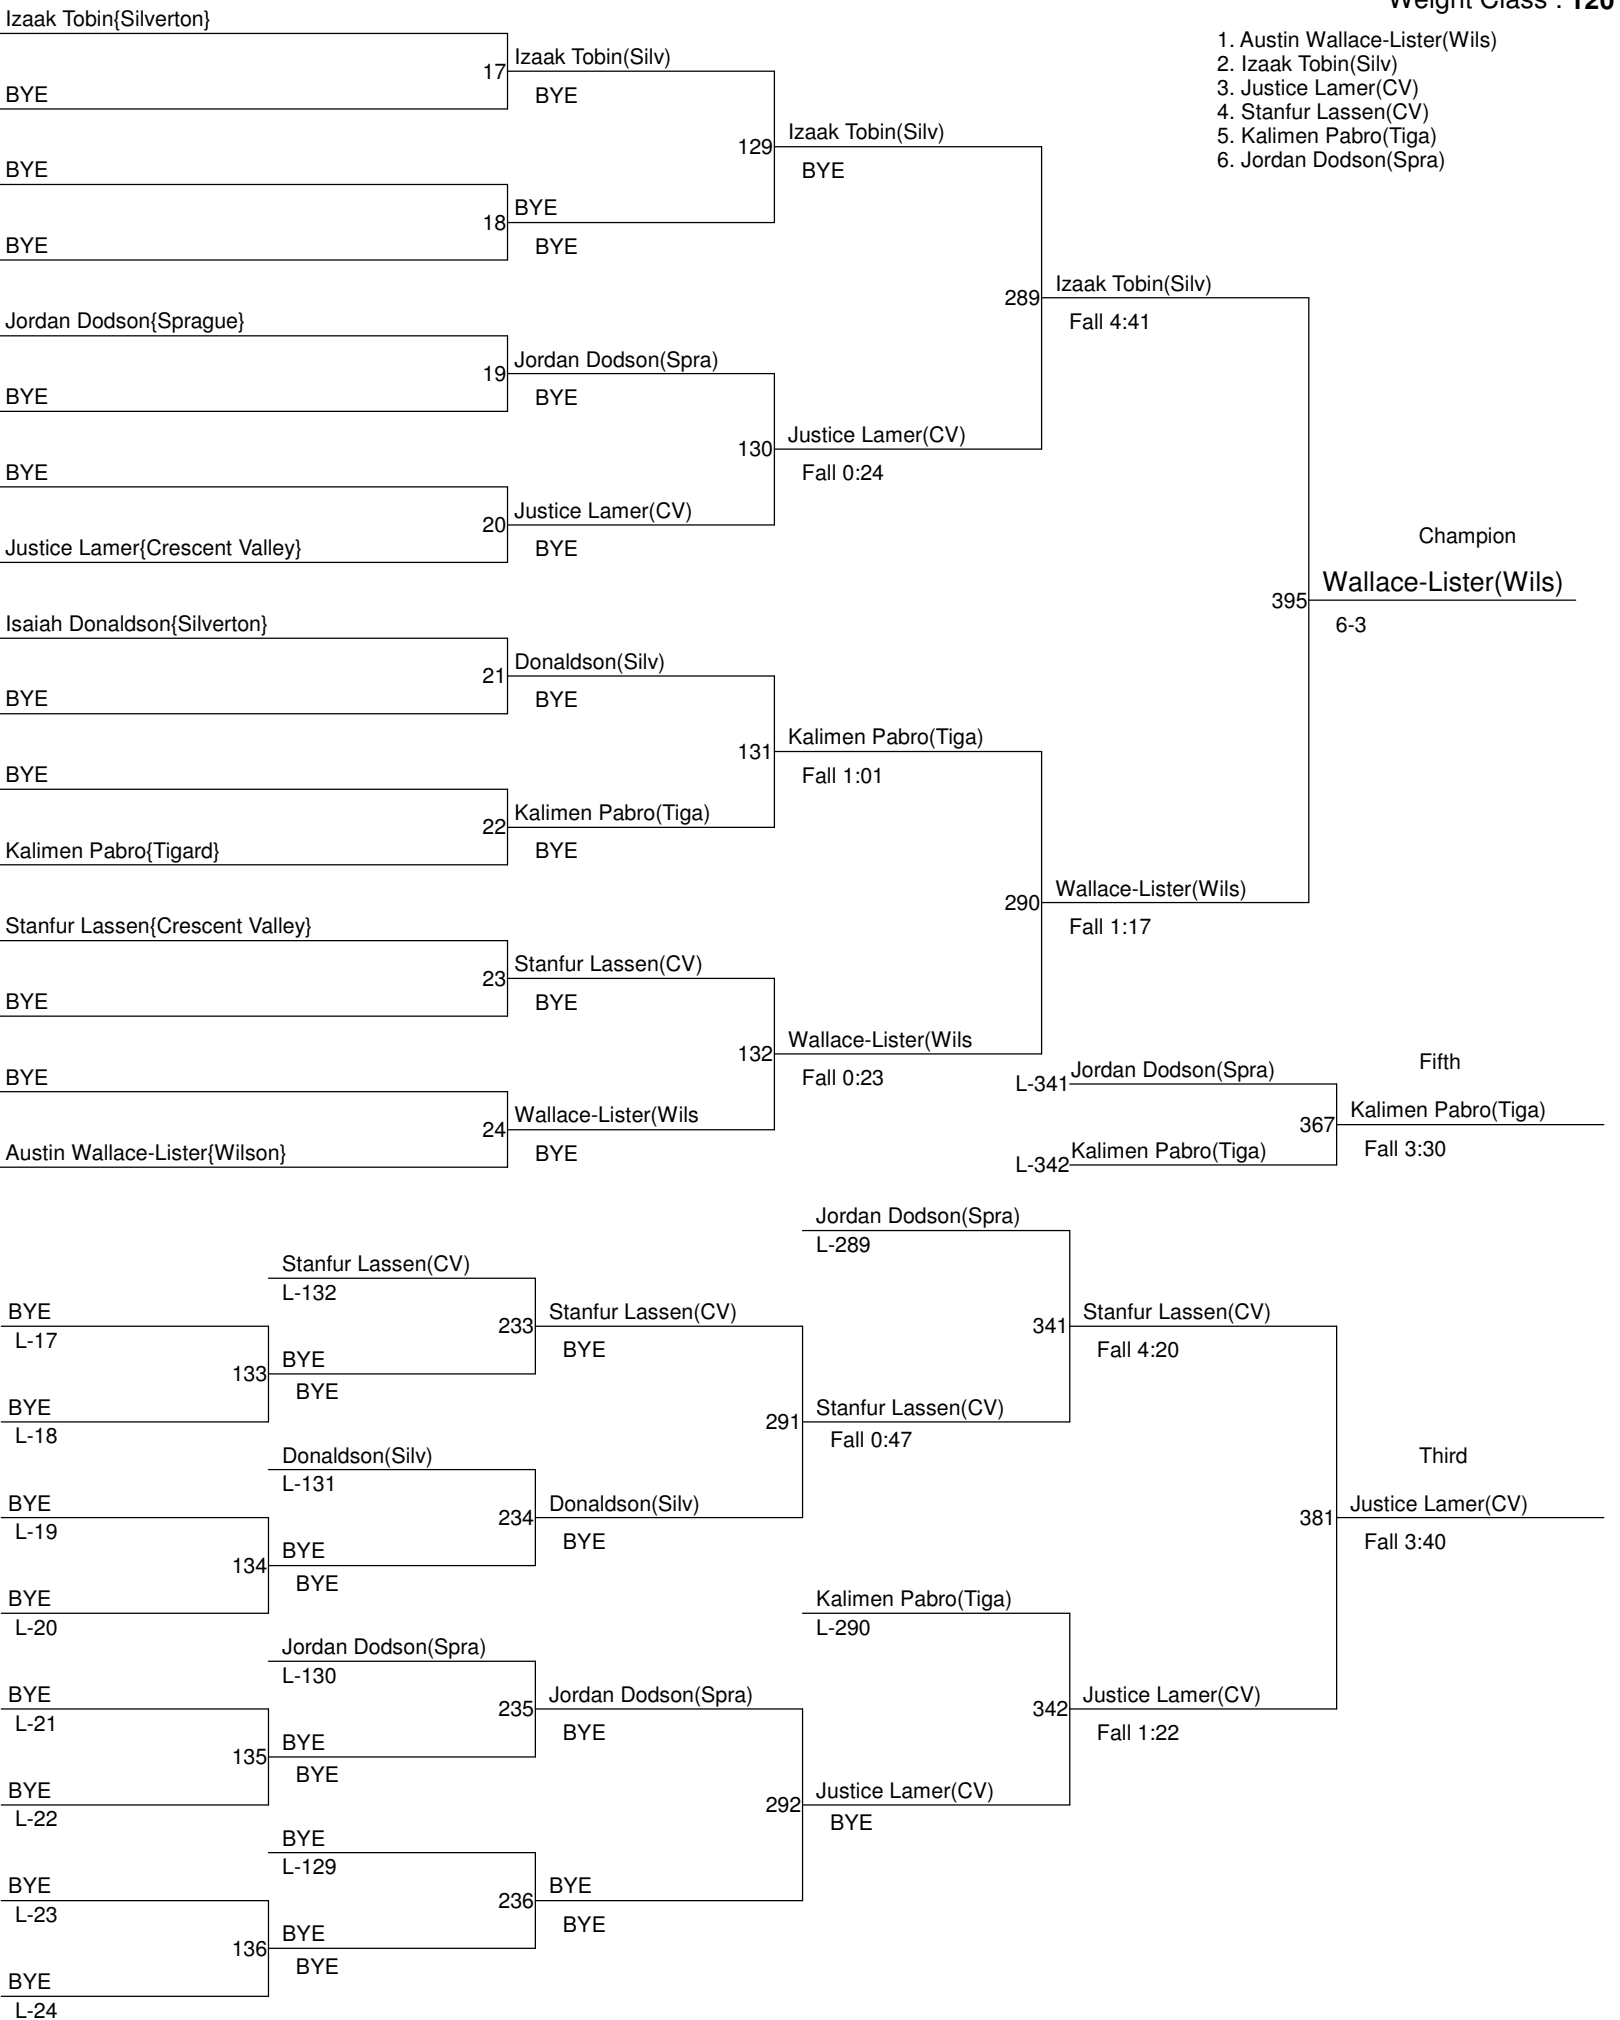 Weight Class : 120
1. Austin Wallace-Lister(Wils)
2. Izaak Tobin(Silv)
3. Justice Lamer(CV)
4. Stanfur Lassen(CV)
5. Kalimen Pabro(Tiga)
6. Jordan Dodson(Spra)
Izaak Tobin{Silverton}
BYE
17
BYE
BYE
18
Jordan Dodson{Sprague}
BYE
19
BYE
Justice Lamer{Crescent Valley}
20
Isaiah Donaldson{Silverton}
BYE
21
BYE
Kalimen Pabro{Tigard}
22
Stanfur Lassen{Crescent Valley}
BYE
23
BYE
Austin Wallace-Lister{Wilson}
24
Izaak Tobin(Silv)
BYE
129
BYE
BYE
Jordan Dodson(Spra)
BYE
130
Justice Lamer(CV)
BYE
Donaldson(Silv)
BYE
131
Kalimen Pabro(Tiga)
BYE
Stanfur Lassen(CV)
BYE
132
Wallace-Lister(Wils
BYE
Izaak Tobin(Silv)
BYE
289
Justice Lamer(CV)
Fall 0:24
Kalimen Pabro(Tiga)
Fall 1:01
290
Wallace-Lister(Wils
Fall 0:23
Izaak Tobin(Silv)
Fall 4:41
395
Wallace-Lister(Wils)
Fall 1:17
Champion
Wallace-Lister(Wils)
6-3
L-341
Jordan Dodson(Spra)
367
L-342
Kalimen Pabro(Tiga)
Fifth
Kalimen Pabro(Tiga)
Fall 3:30
BYE
L-17
133
BYE
L-18
BYE
L-19
134
BYE
L-20
BYE
L-21
135
BYE
L-22
BYE
L-23
136
BYE
L-24
Stanfur Lassen(CV)
L-132
233
BYE
BYE
Donaldson(Silv)
L-131
234
BYE
BYE
Jordan Dodson(Spra)
L-130
235
BYE
BYE
BYE
L-129
236
BYE
BYE
Stanfur Lassen(CV)
BYE
291
Donaldson(Silv)
BYE
Jordan Dodson(Spra)
BYE
292
BYE
BYE
Jordan Dodson(Spra)
L-289
341
Stanfur Lassen(CV)
Fall 0:47
Kalimen Pabro(Tiga)
L-290
342
Justice Lamer(CV)
BYE
Stanfur Lassen(CV)
Fall 4:20
381
Justice Lamer(CV)
Fall 1:22
Third
Justice Lamer(CV)
Fall 3:40